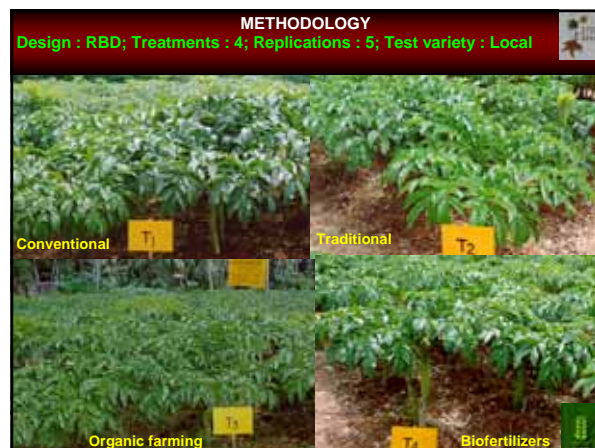 METHODOLOGY
Design : RBD; Treatments : 4; Replications : 5; Test variety : Local
Conventional
T1
Traditional
T2
Organic farming
T3
Biofertilizers
T4